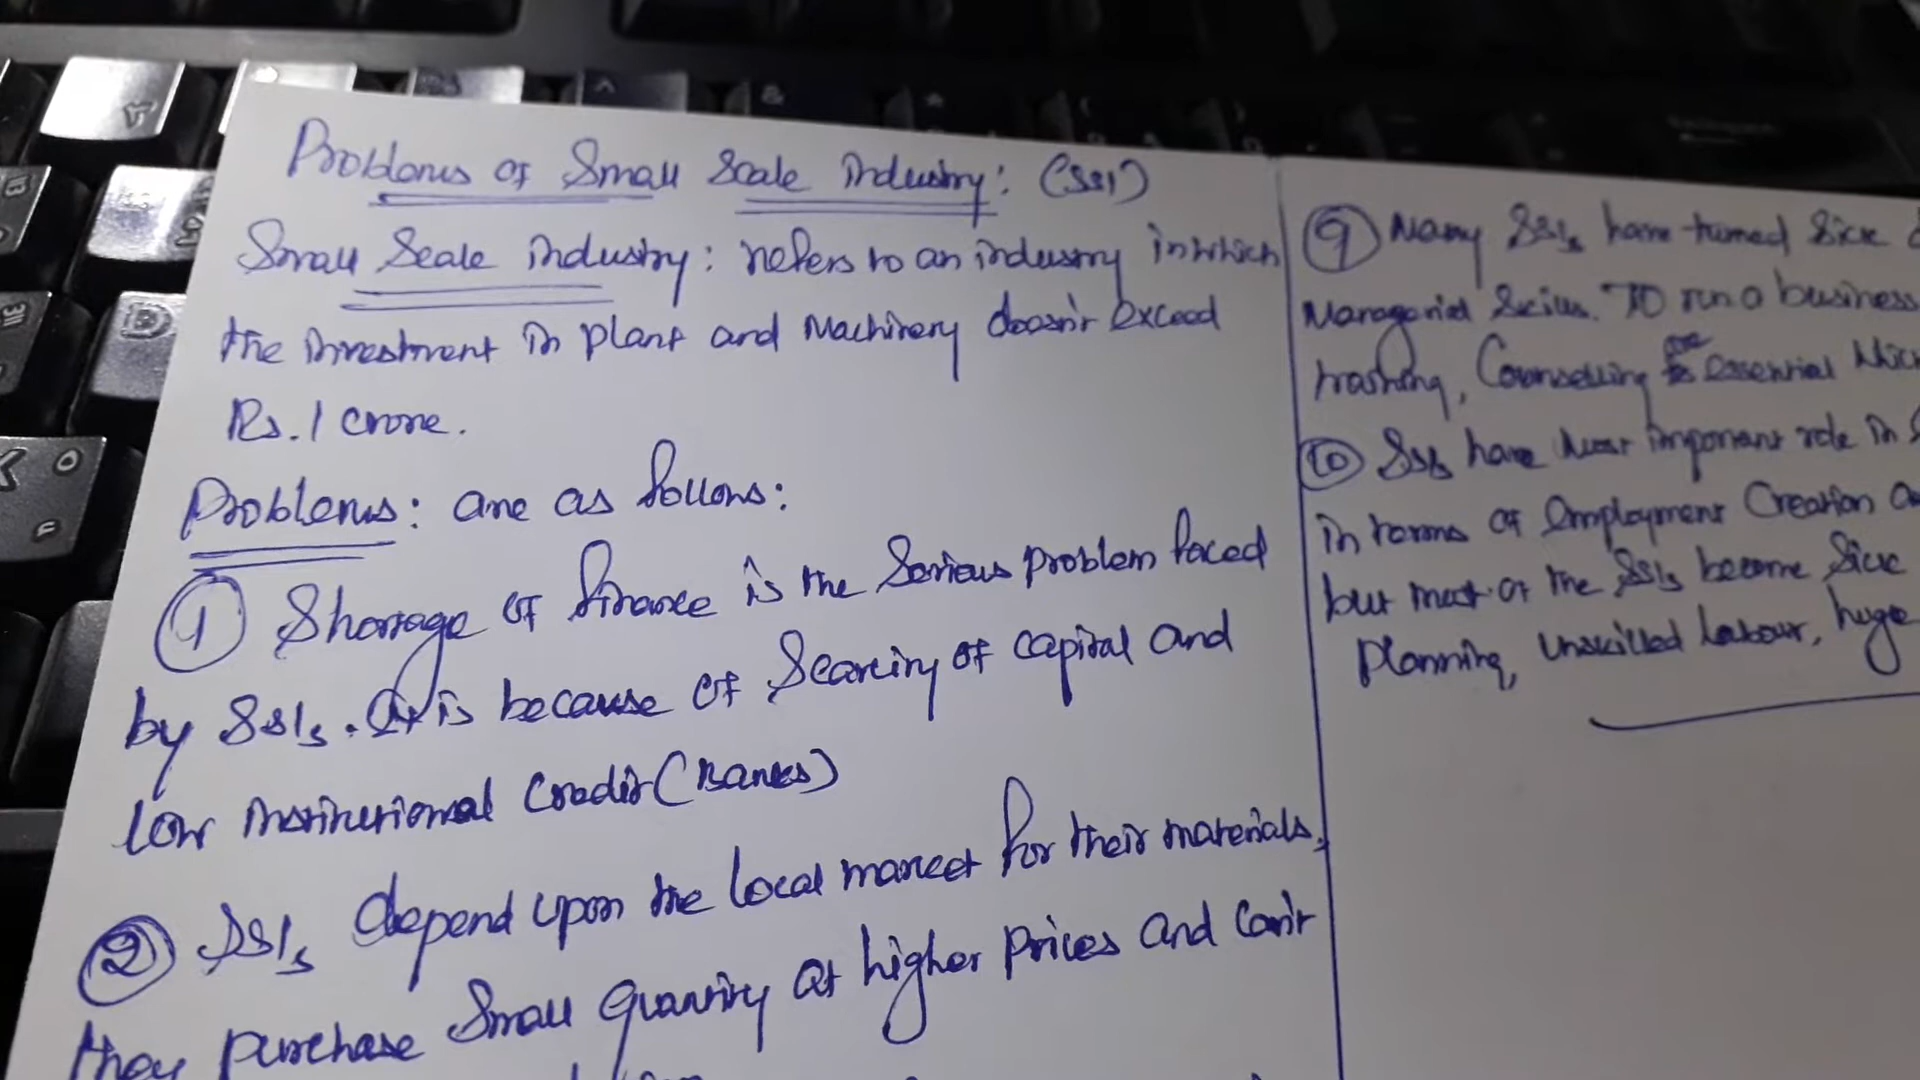 Problems of Small Scale Industry: (SSI)
Small Scale Industry: refers to an industry in which
the investment in plant and Machinery doesn't exceed
Rs. 1 crore.
Problems: are as follows:
① Shortage of finance is the Serious problem faced
by SSIs. It is because of Scarcity of capital and
low institutional Credit (Banks)
② SSIs depend upon the local market for their materials.
they purchase Small quantity at higher prices and can't
⑨ Many SSIs have turned Sick
Managerial Skills. To run a business
training, Counselling are essential
⑩ SSIs have most important role in
in terms of Employment Creation
but most of the SSIs become Sick
Planning, Unskilled Labour, huge